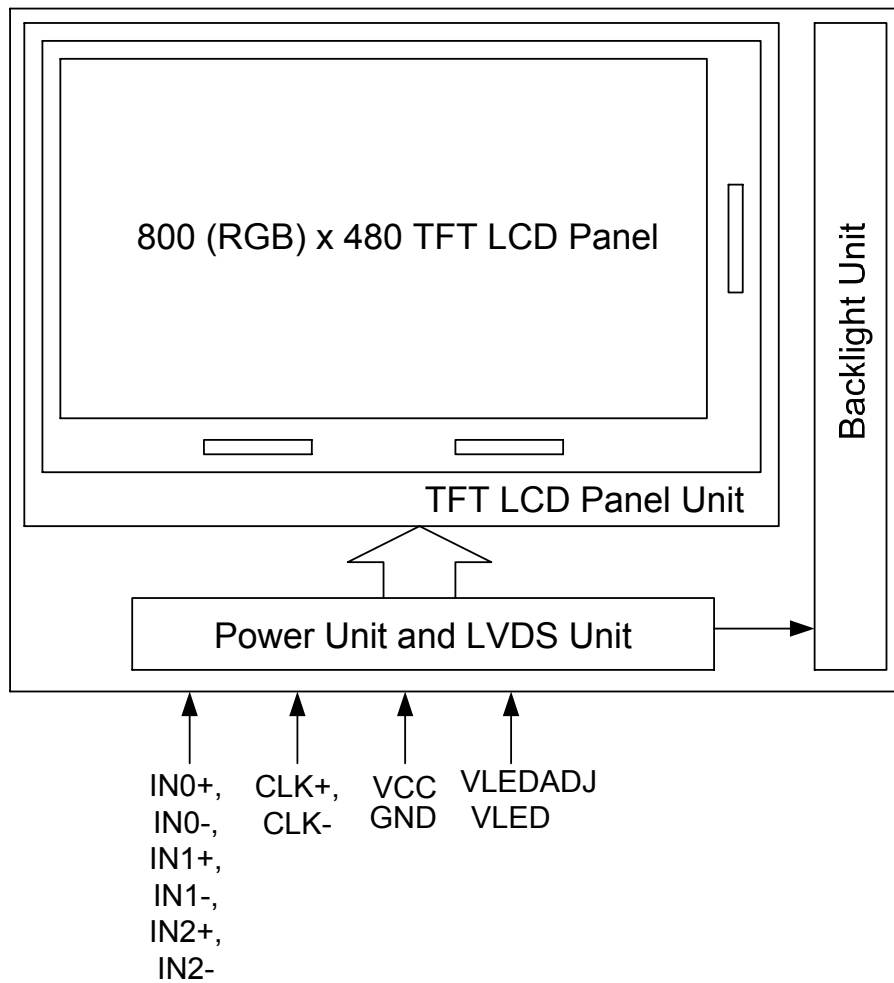 800 (RGB) x 480 TFT LCD Panel
Backlight Unit
TFT LCD Panel Unit
Power Unit and LVDS Unit
IN0+,
IN0-,
IN1+,
IN1-,
IN2+,
IN2-
CLK+,
CLK-
VCC
GND
VLEDADJ
VLED